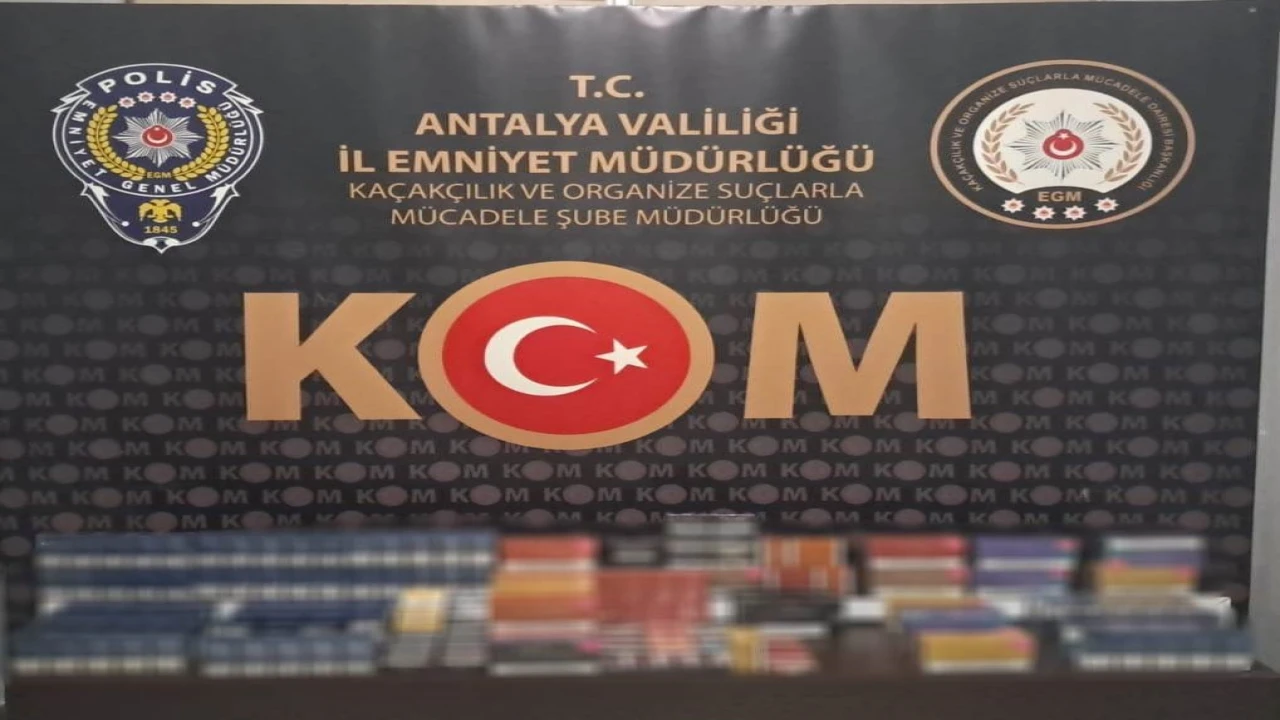 POLİS
EMNİYET GENEL MÜDÜRLÜĞÜ
EGM
1845
T.C.
ANTALYA VALİLİĞİ
İL EMNİYET MÜDÜRLÜĞÜ
KAÇAKÇILIK VE ORGANİZE SUÇLARLA
MÜCADELE ŞUBE MÜDÜRLÜĞÜ
KAÇAKÇILIK VE ORGANİZE SUÇLARLA MÜCADELE DAİRESİ BAŞKANLIĞI
EGM
KOM